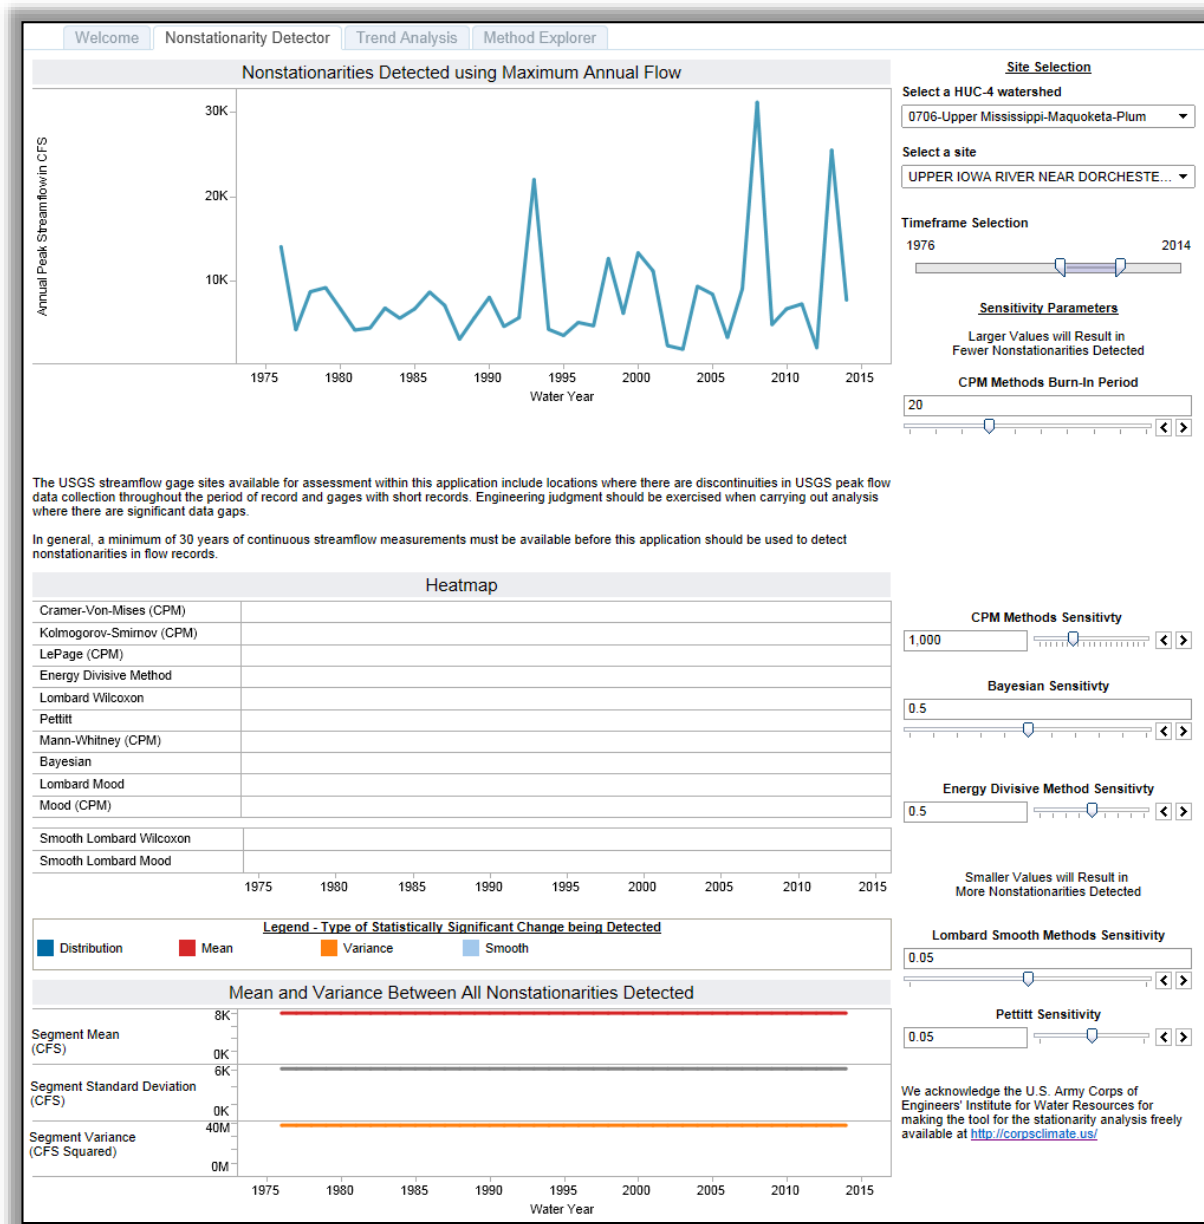 Welcome
Nonstationarity Detector
Trend Analysis
Method Explorer
Nonstationarities Detected using Maximum Annual Flow
Annual Peak Streamflow in CFS
30K
20K
10K
1975 1980 1985 1990 1995 2000 2005 2010 2015
Water Year
Site Selection
Select a HUC-4 watershed
0706-Upper Mississippi-Maquoketa-Plum
Select a site
UPPER IOWA RIVER NEAR DORCHESTE...
Timeframe Selection
1976 2014
Sensitivity Parameters
Larger Values will Result in
Fewer Nonstationarities Detected
CPM Methods Burn-In Period
20
The USGS streamflow gage sites available for assessment within this application include locations where there are discontinuities in USGS peak flow
data collection throughout the period of record and gages with short records. Engineering judgment should be exercised when carrying out analysis
where there are significant data gaps.
In general, a minimum of 30 years of continuous streamflow measurements must be available before this application should be used to detect
nonstationarities in flow records.
Heatmap
Cramer-Von-Mises (CPM)
Kolmogorov-Smirnov (CPM)
LePage (CPM)
Energy Divisive Method
Lombard Wilcoxon
Pettitt
Mann-Whitney (CPM)
Bayesian
Lombard Mood
Mood (CPM)
Smooth Lombard Wilcoxon
Smooth Lombard Mood
1975 1980 1985 1990 1995 2000 2005 2010 2015
CPM Methods Sensitivty
1,000
Bayesian Sensitivty
0.5
Energy Divisive Method Sensitivty
0.5
Smaller Values will Result in
More Nonstationarities Detected
Lombard Smooth Methods Sensitivity
0.05
Pettitt Sensitivity
0.05
Legend - Type of Statistically Significant Change being Detected
Distribution Mean Variance Smooth
Mean and Variance Between All Nonstationarities Detected
Segment Mean
(CFS)
8K
0K
Segment Standard Deviation
(CFS)
6K
0K
Segment Variance
(CFS Squared)
40M
0M
1975 1980 1985 1990 1995 2000 2005 2010 2015
Water Year
We acknowledge the U.S. Army Corps of
Engineers' Institute for Water Resources for
making the tool for the stationarity analysis freely
available at http://corpsclimate.us/